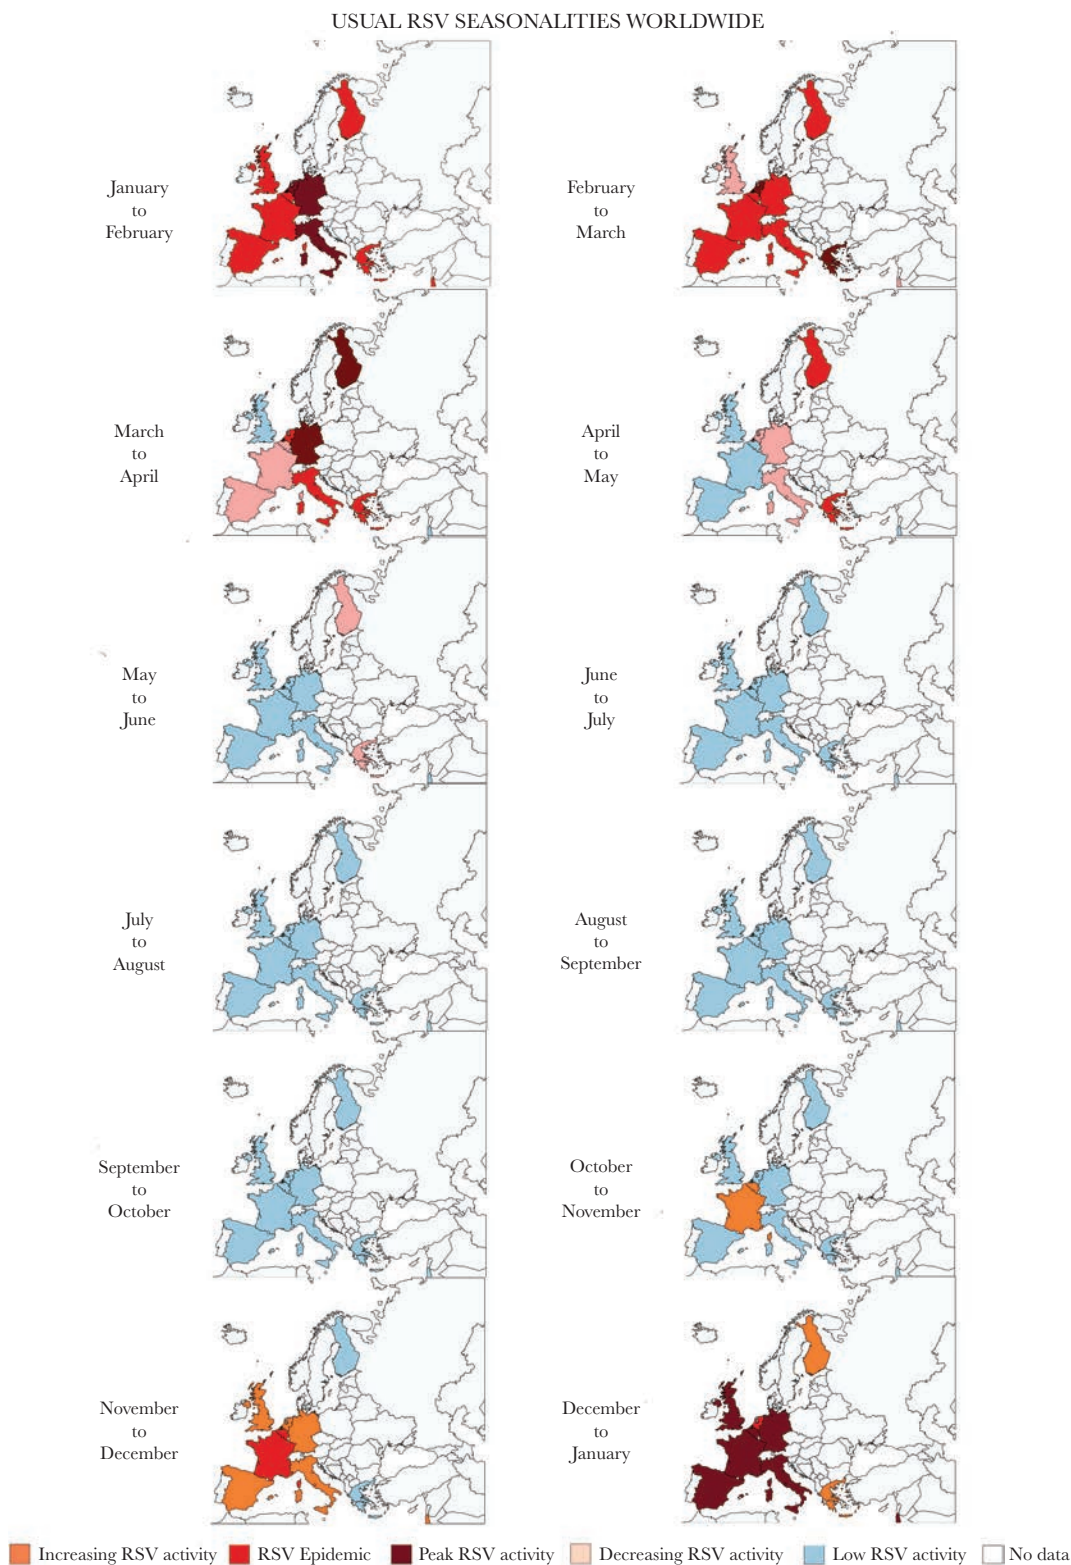 USUAL RSV SEASONALITIES WORLDWIDE
January
to
February
February
to
March
March
to
April
April
to
May
May
to
June
June
to
July
July
to
August
August
to
September
September
to
October
October
to
November
November
to
December
December
to
January
Increasing RSV activity
RSV Epidemic
Peak RSV activity
Decreasing RSV activity
Low RSV activity
No data